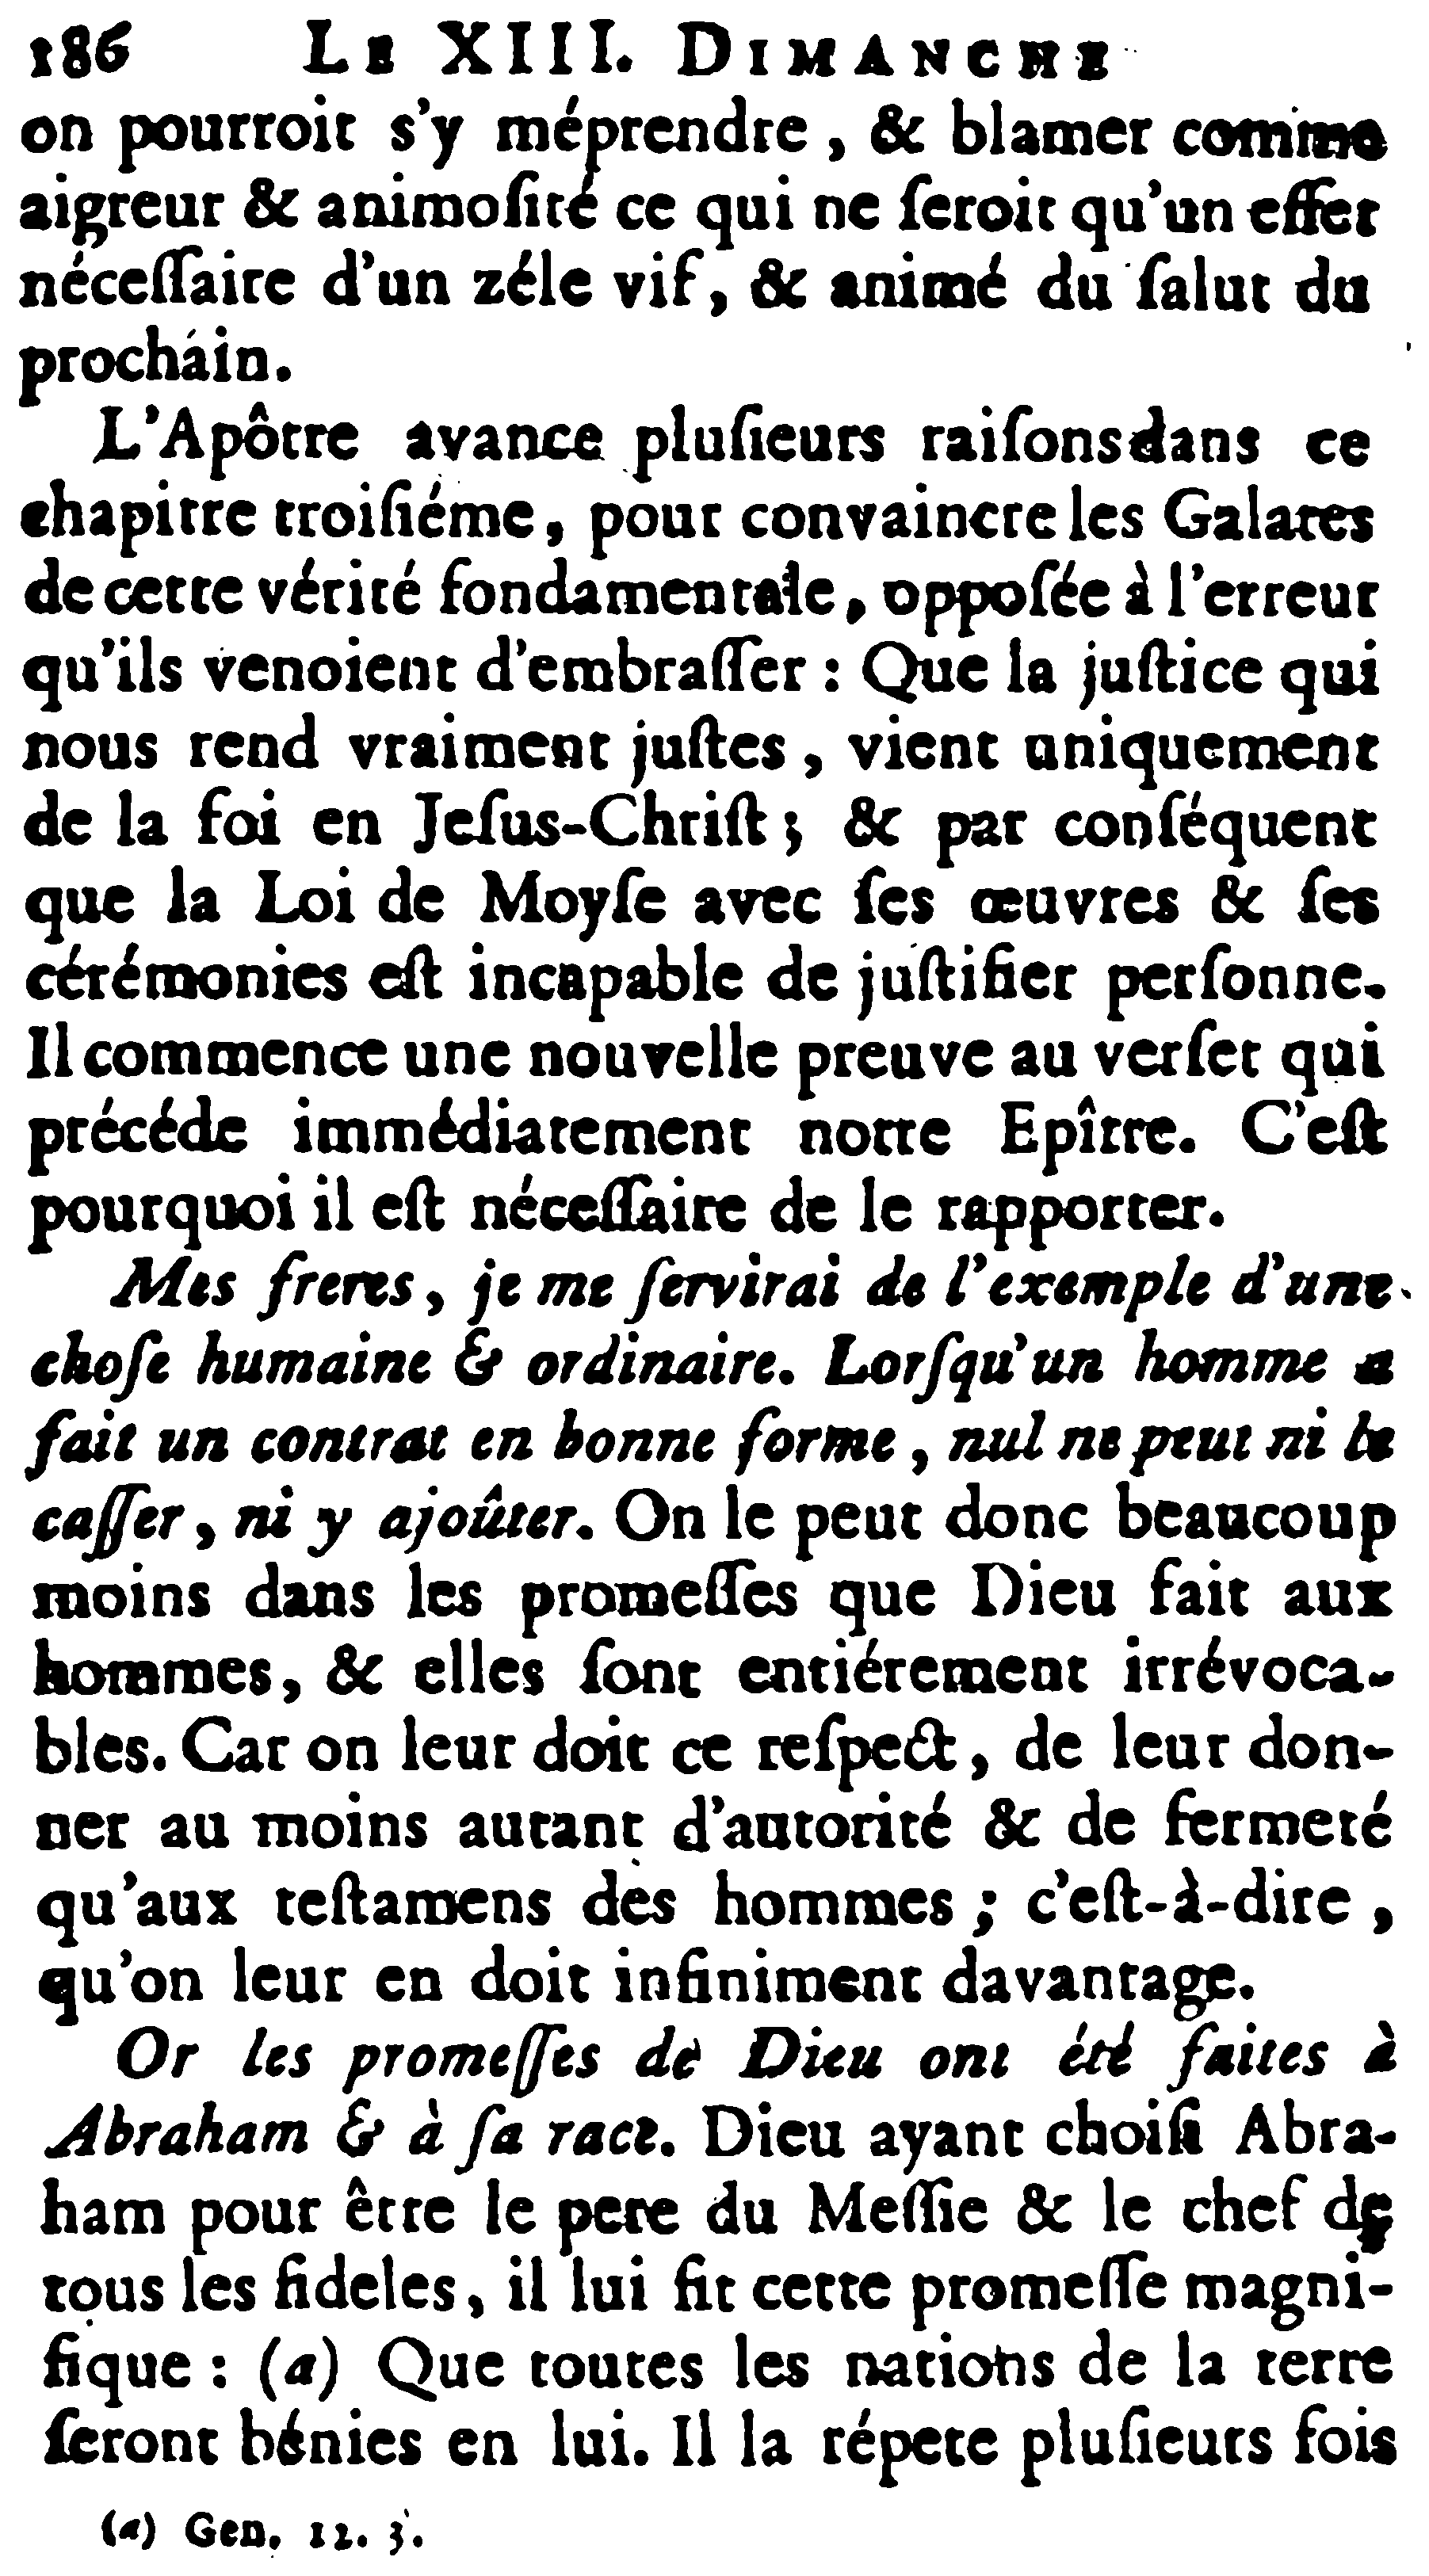 186 LE XIII. DIMANCHE
on pourroit s'y méprendre, & blamer comme
aigreur & animoſité ce qui ne ſeroit qu'un effet
néceſſaire d'un zéle vif, & animé du ſalut du
prochain.
L'Apôtre avance pluſieurs raiſons dans ce
chapitre troiſiéme, pour convaincre les Galates
de cette vérité fondamentale, oppoſée à l'erreur
qu'ils venoient d'embraſſer : Que la juſtice qui
nous rend vraiment juſtes, vient uniquement
de la foi en Jeſus-Chriſt ; & par conſéquent
que la Loi de Moyſe avec ſes œuvres & ſes
cérémonies eſt incapable de juſtifier perſonne.
Il commence une nouvelle preuve au verſet qui
précéde immédiatement notre Epître. C'eſt
pourquoi il eſt néceſſaire de le rapporter.
Mes freres, je me ſervirai de l'exemple d'une
choſe humaine & ordinaire. Lorſqu'un homme a
fait un contrat en bonne forme, nul ne peut ni le
caſſer, ni y ajoûter. On le peut donc beaucoup
moins dans les promeſſes que Dieu fait aux
hommes, & elles ſont entiérement irrévoca-
bles. Car on leur doit ce reſpect, de leur don-
ner au moins autant d'autorité & de fermeté
qu'aux teſtamens des hommes ; c'eſt-à-dire,
qu'on leur en doit infiniment davantage.
Or les promeſſes de Dieu ont été faites à
Abraham & à ſa race. Dieu ayant choiſi Abra-
ham pour être le pere du Meſſie & le chef de
tous les fideles, il lui fit cette promeſſe magni-
fique : (a) Que toutes les nations de la terre
ſeront bénies en lui. Il la répete pluſieurs fois
(a) Gen. 12. 3.